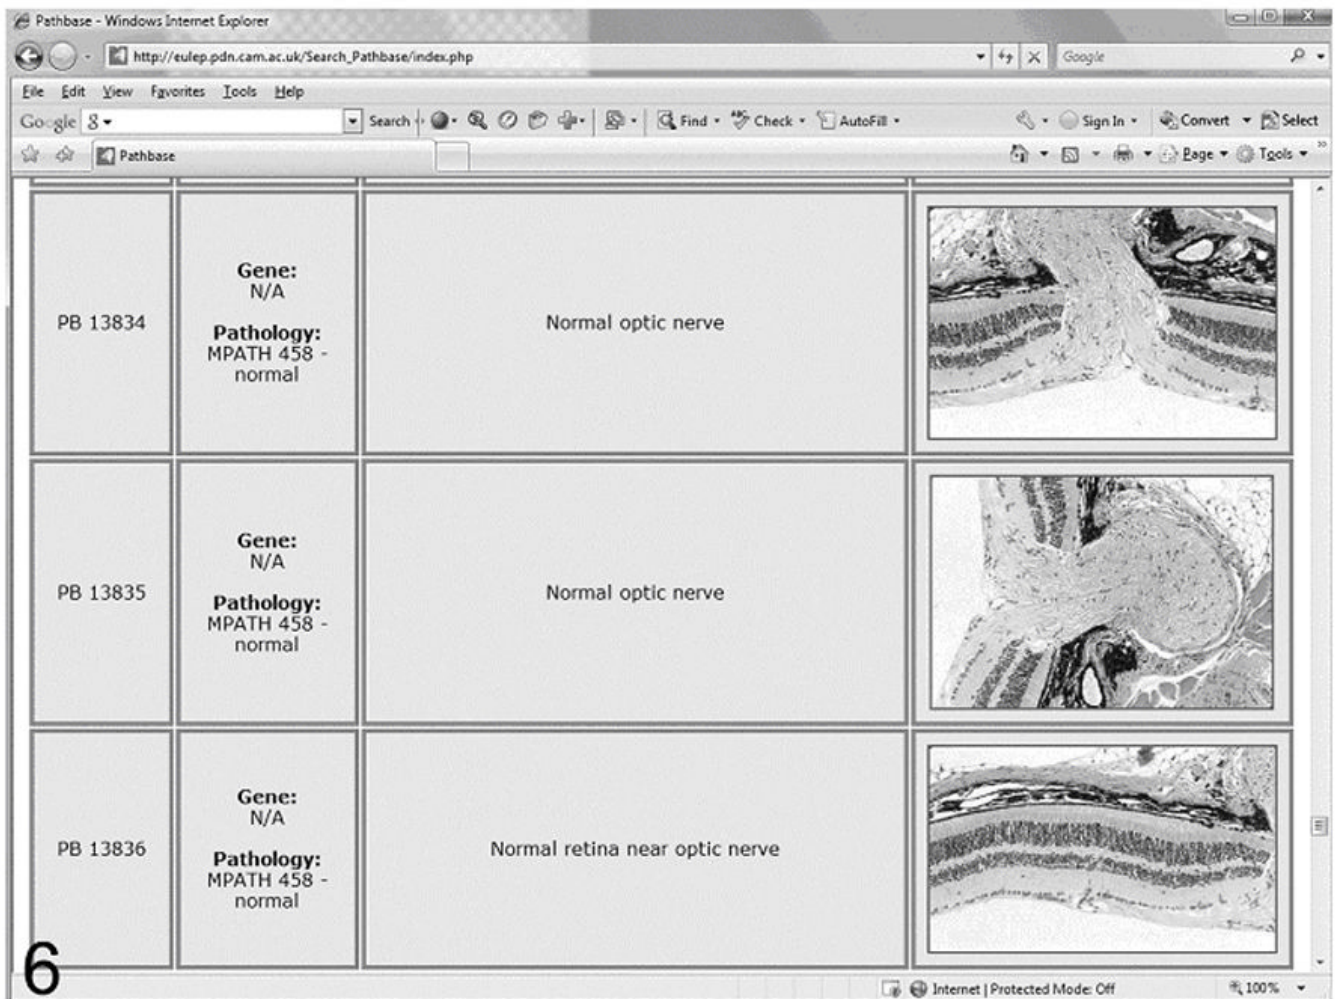 Pathbase - Windows Internet Explorer
http://eulep.pdn.cam.ac.uk/Search_Pathbase/index.php
Google
File Edit View Favorites Tools Help
Google Search Find Check AutoFill Sign In Convert Select
Pathbase Page Tools
PB 13834
Gene:
N/A
Pathology:
MPATH 458 -
normal
Normal optic nerve
PB 13835
Gene:
N/A
Pathology:
MPATH 458 -
normal
Normal optic nerve
PB 13836
Gene:
N/A
Pathology:
MPATH 458 -
normal
Normal retina near optic nerve
6
Internet | Protected Mode: Off 100%